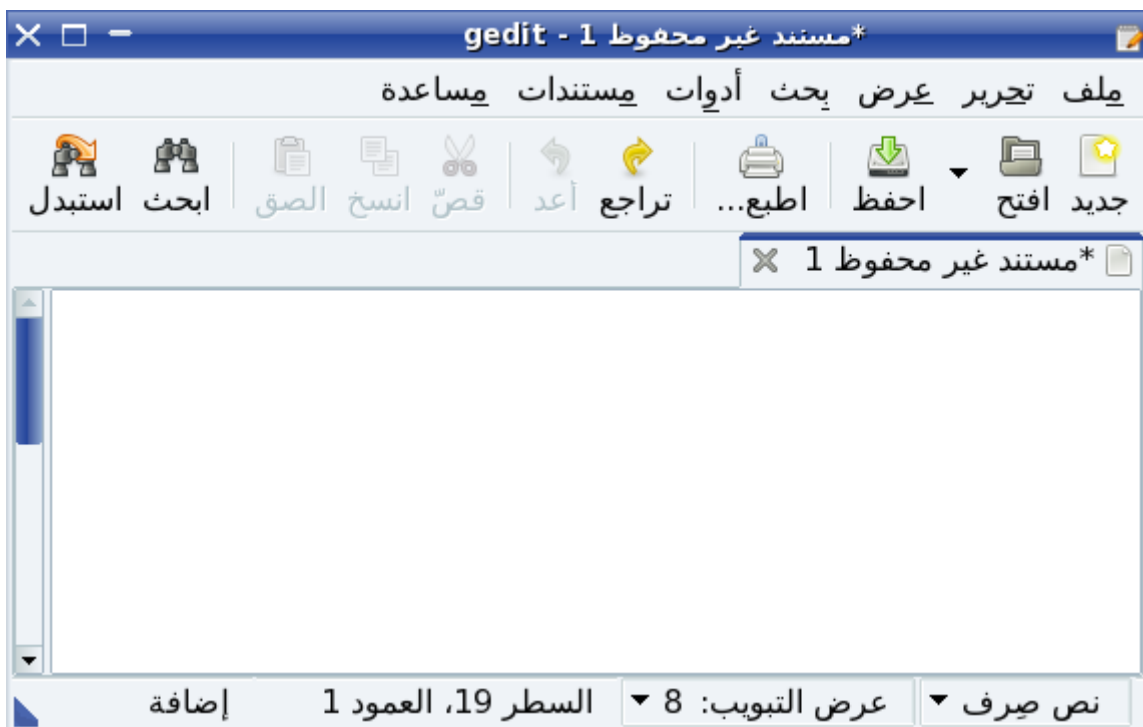 *مستند غير محفوظ 1 - gedit
ملف تحرير عرض بحث أدوات مستندات مساعدة
جديد افتح احفظ اطبع... تراجع أعد قصّ انسخ الصق ابحث استبدل
*مستند غير محفوظ 1
نص صِرف عرض التبويب: 8 السطر 19، العمود 1 إضافة